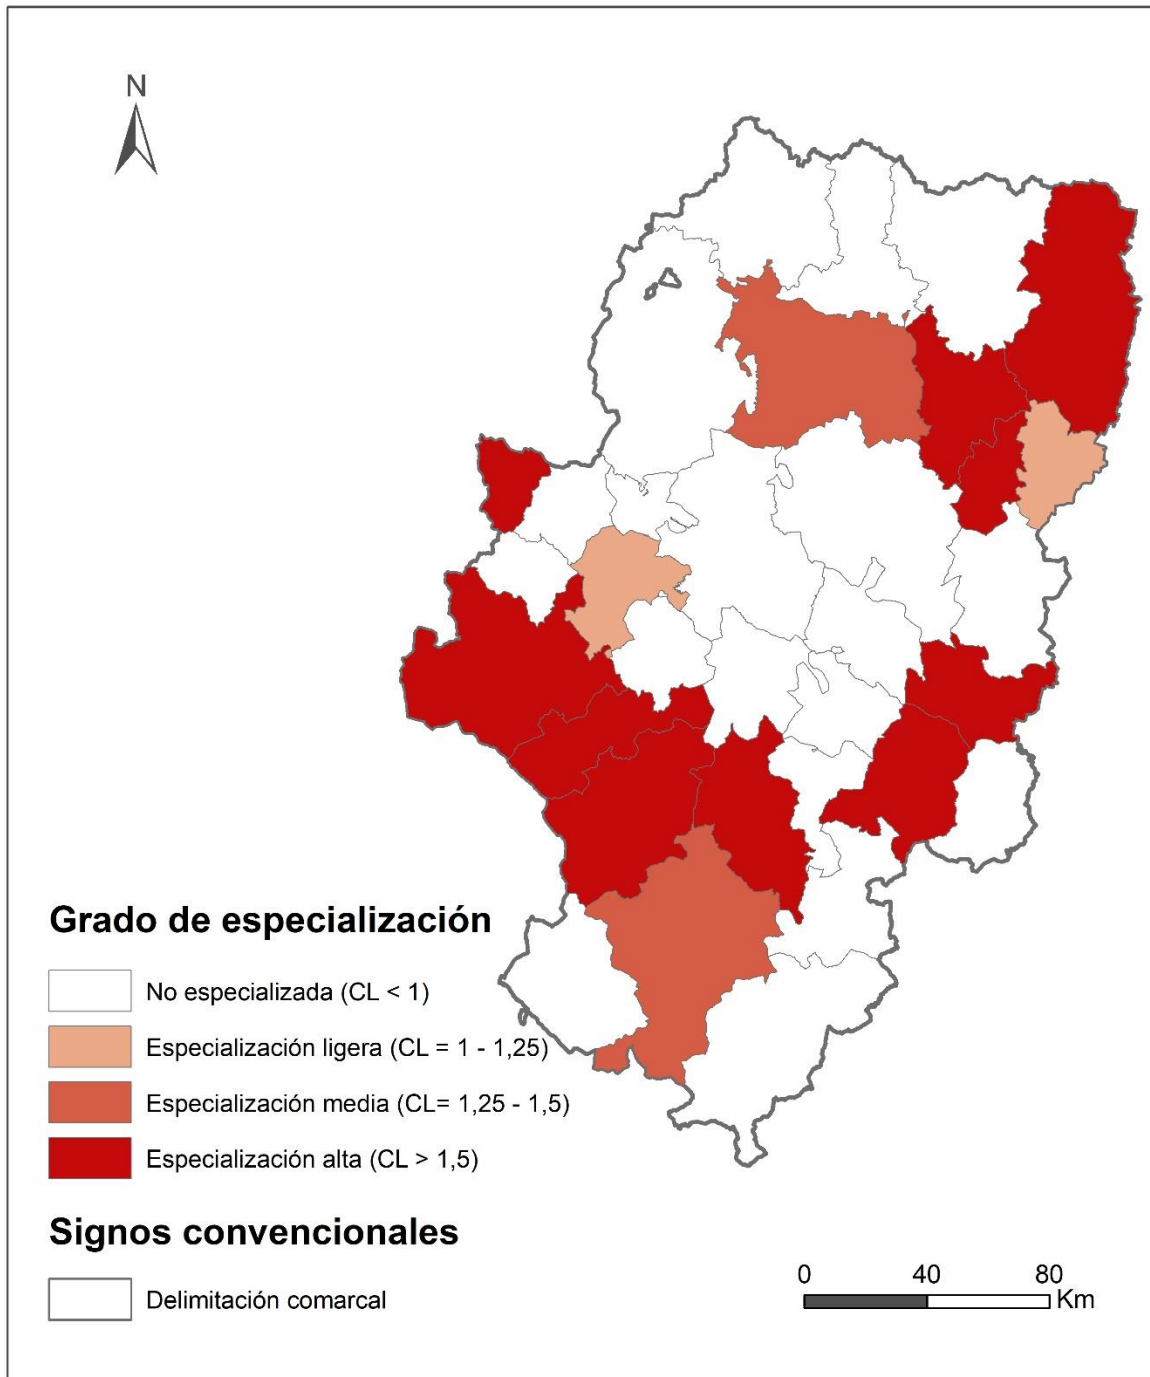 N
Grado de especialización
No especializada (CL < 1)
Especialización ligera (CL = 1 - 1,25)
Especialización media (CL= 1,25 - 1,5)
Especialización alta (CL > 1,5)
Signos convencionales
Delimitación comarcal
0 40 80
Km